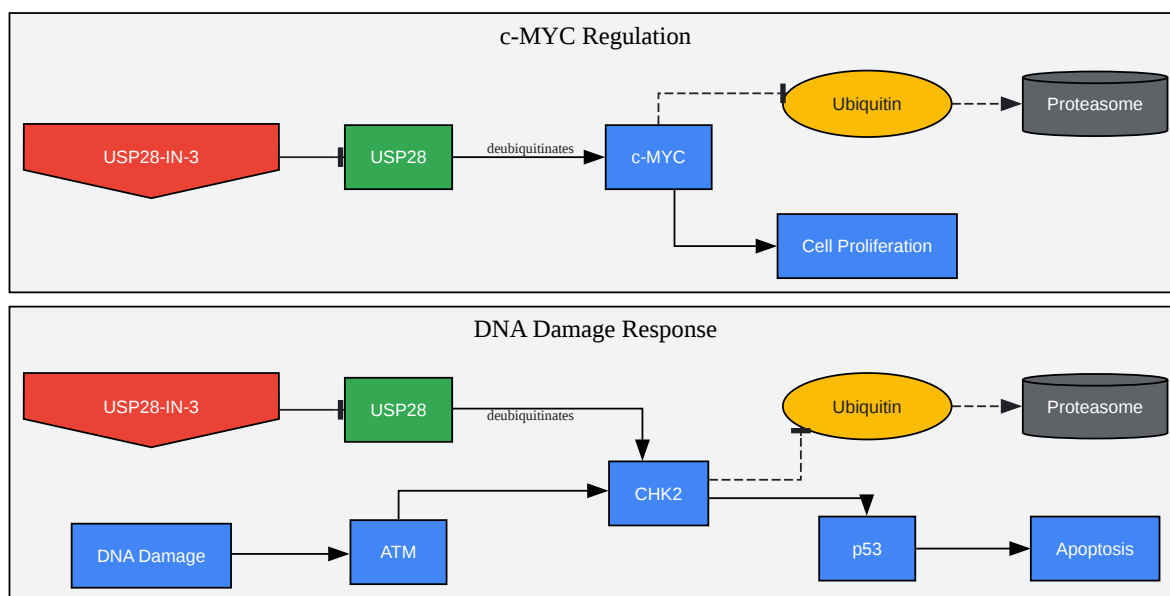 c-MYC Regulation
Ubiquitin
Proteasome
USP28-IN-3
USP28
deubiquitinates
c-MYC
Cell Proliferation
DNA Damage Response
USP28-IN-3
USP28
deubiquitinates
Ubiquitin
Proteasome
CHK2
DNA Damage
ATM
p53
Apoptosis